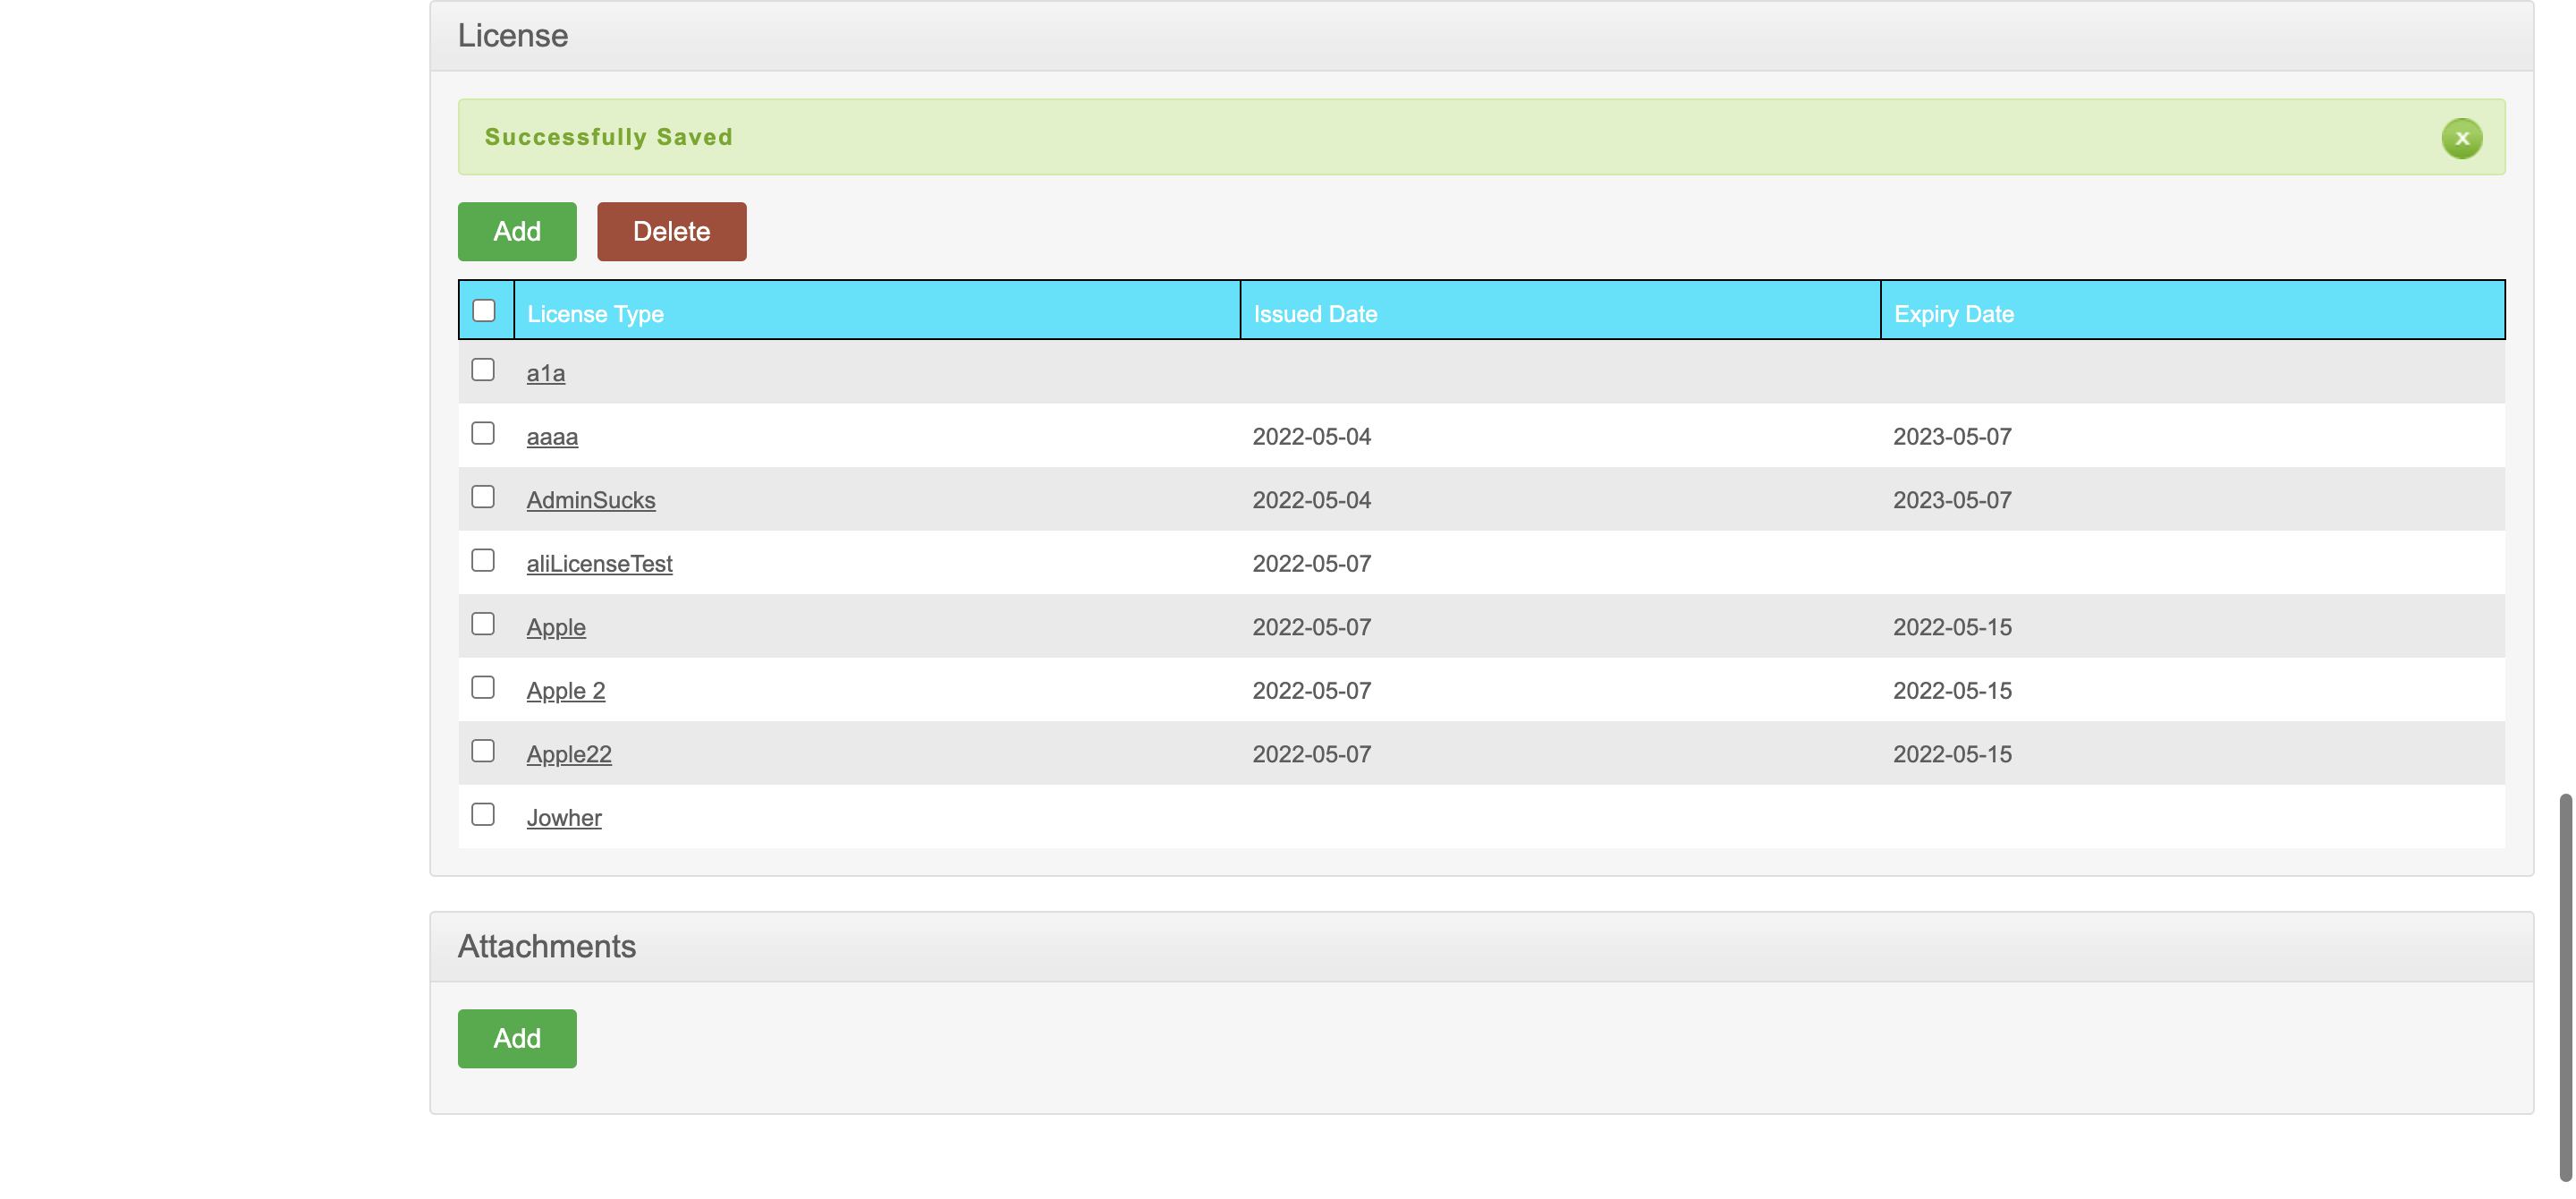 License
Successfully Saved
x
Add Delete
License Type Issued Date Expiry Date
a1a
aaaa 2022-05-04 2023-05-07
AdminSucks 2022-05-04 2023-05-07
aliLicenseTest 2022-05-07
Apple 2022-05-07 2022-05-15
Apple 2 2022-05-07 2022-05-15
Apple22 2022-05-07 2022-05-15
Jowher
Attachments
Add